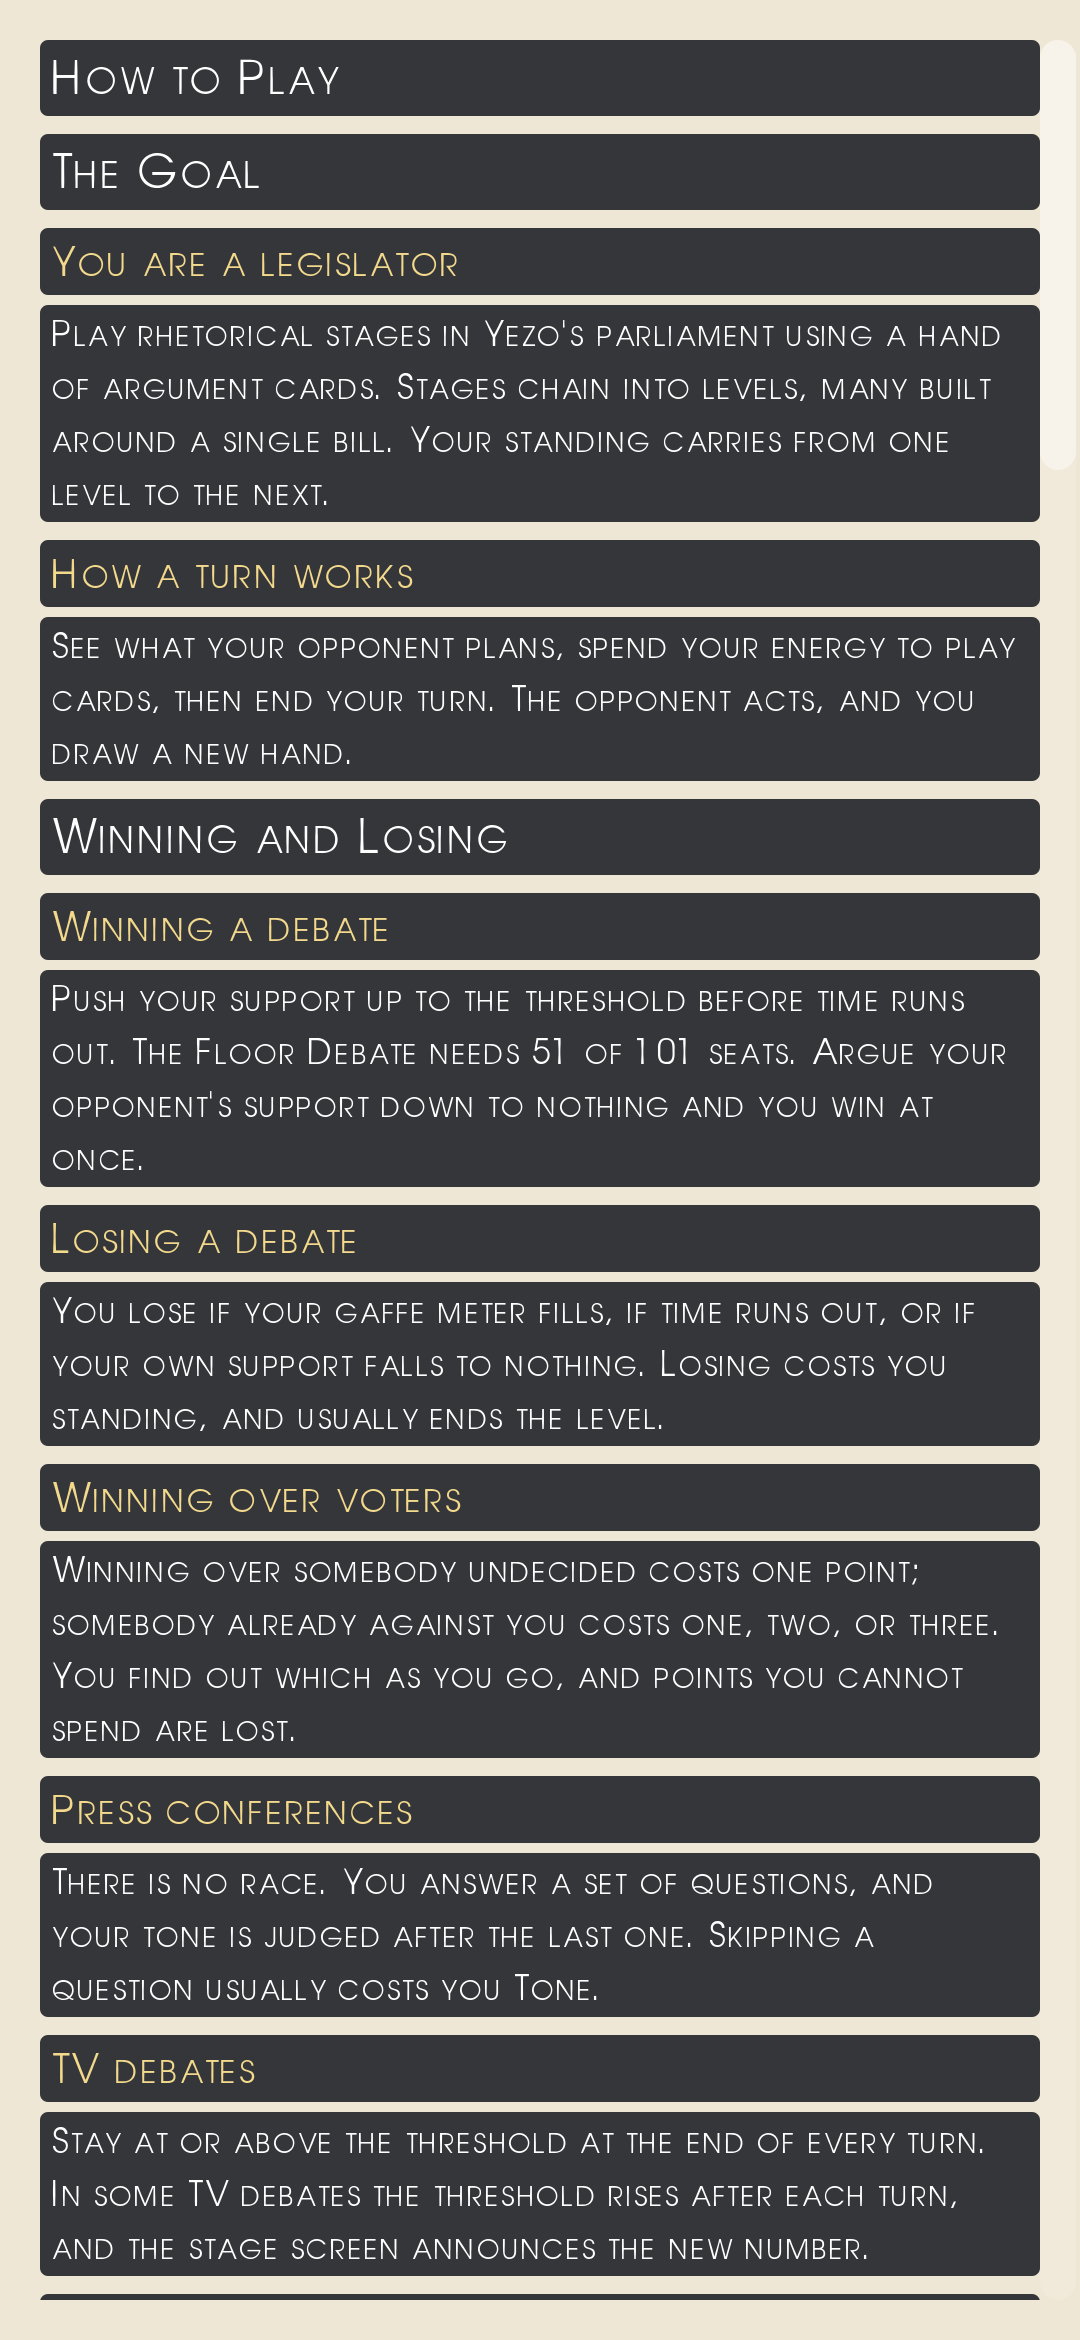 How to Play
The Goal
You are a legislator
Play rhetorical stages in Yezo's parliament using a hand
of argument cards. Stages chain into levels, many built
around a single bill. Your standing carries from one
level to the next.
How a turn works
See what your opponent plans, spend your energy to play
cards, then end your turn. The opponent acts, and you
draw a new hand.
Winning and Losing
Winning a debate
Push your support up to the threshold before time runs
out. The Floor Debate needs 51 of 101 seats. Argue your
opponent's support down to nothing and you win at
once.
Losing a debate
You lose if your gaffe meter fills, if time runs out, or if
your own support falls to nothing. Losing costs you
standing, and usually ends the level.
Winning over voters
Winning over somebody undecided costs one point;
somebody already against you costs one, two, or three.
You find out which as you go, and points you cannot
spend are lost.
Press conferences
There is no race. You answer a set of questions, and
your tone is judged after the last one. Skipping a
question usually costs you Tone.
TV debates
Stay at or above the threshold at the end of every turn.
In some TV debates the threshold rises after each turn,
and the stage screen announces the new number.